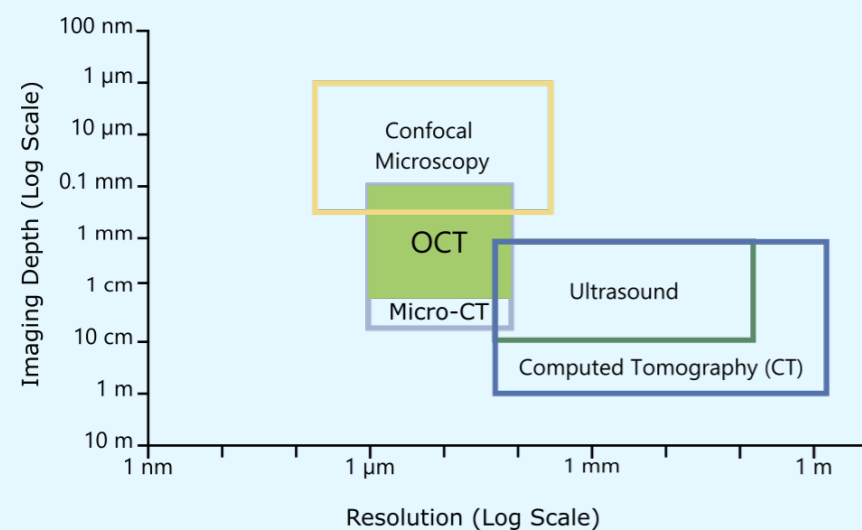 100 nm
1 µm
10 µm
0.1 mm
1 mm
1 cm
10 cm
1 m
10 m
Imaging Depth (Log Scale)
Confocal
Microscopy
OCT
Micro-CT
Ultrasound
Computed Tomography (CT)
1 nm
1 µm
1 mm
1 m
Resolution (Log Scale)